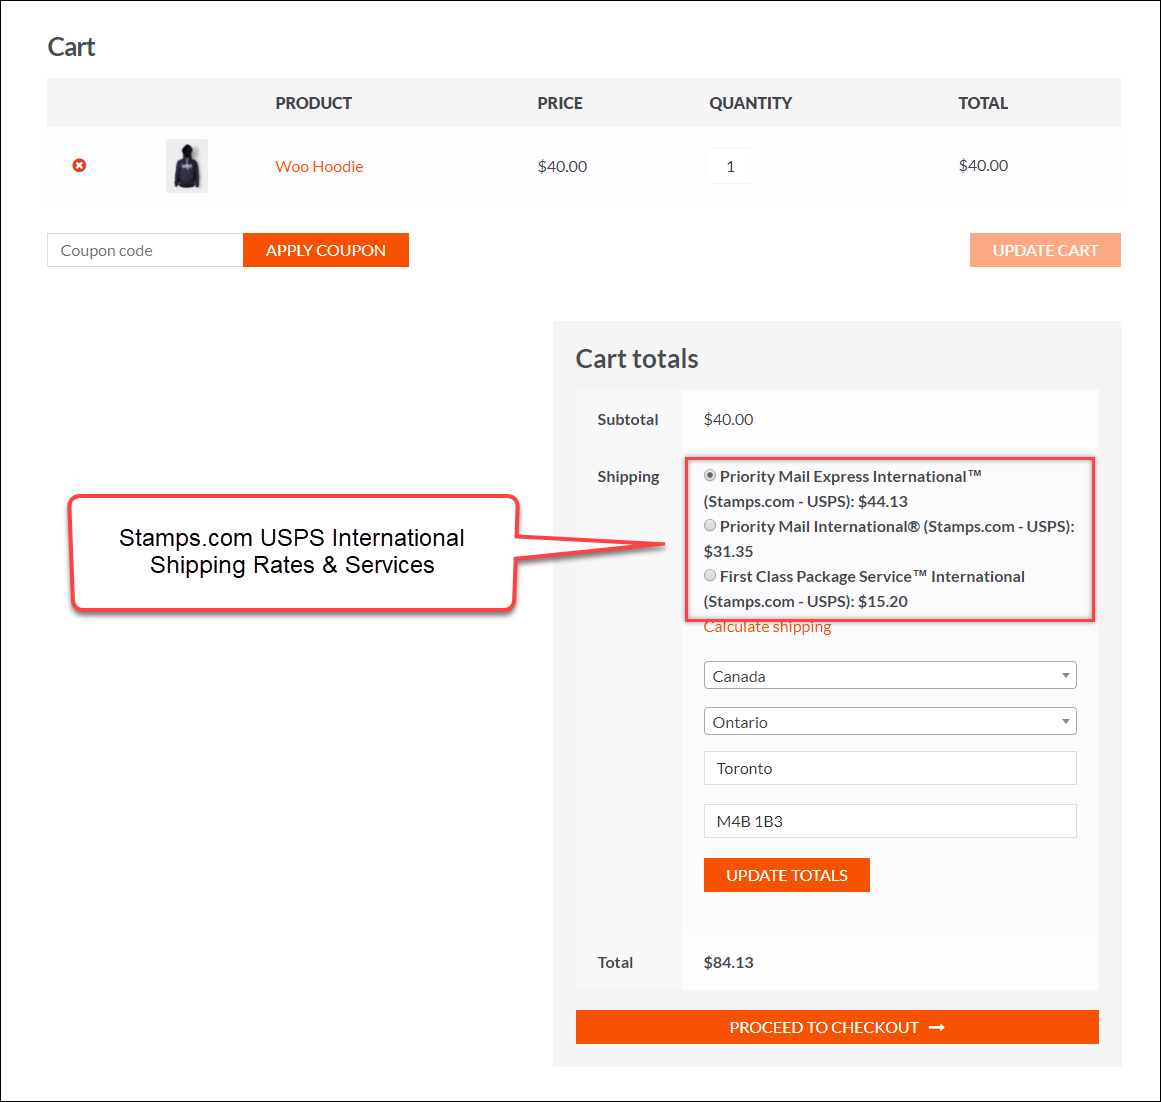 Cart
PRODUCT PRICE QUANTITY TOTAL
Woo Hoodie $40.00 1 $40.00
Coupon code APPLY COUPON UPDATE CART
Cart totals
Subtotal $40.00
Shipping Priority Mail Express International™
(Stamps.com - USPS): $44.13
Priority Mail International® (Stamps.com - USPS):
$31.35
First Class Package Service™ International
(Stamps.com - USPS): $15.20
Stamps.com USPS International
Shipping Rates & Services
Calculate shipping
Canada
Ontario
Toronto
M4B 1B3
UPDATE TOTALS
Total $84.13
PROCEED TO CHECKOUT →